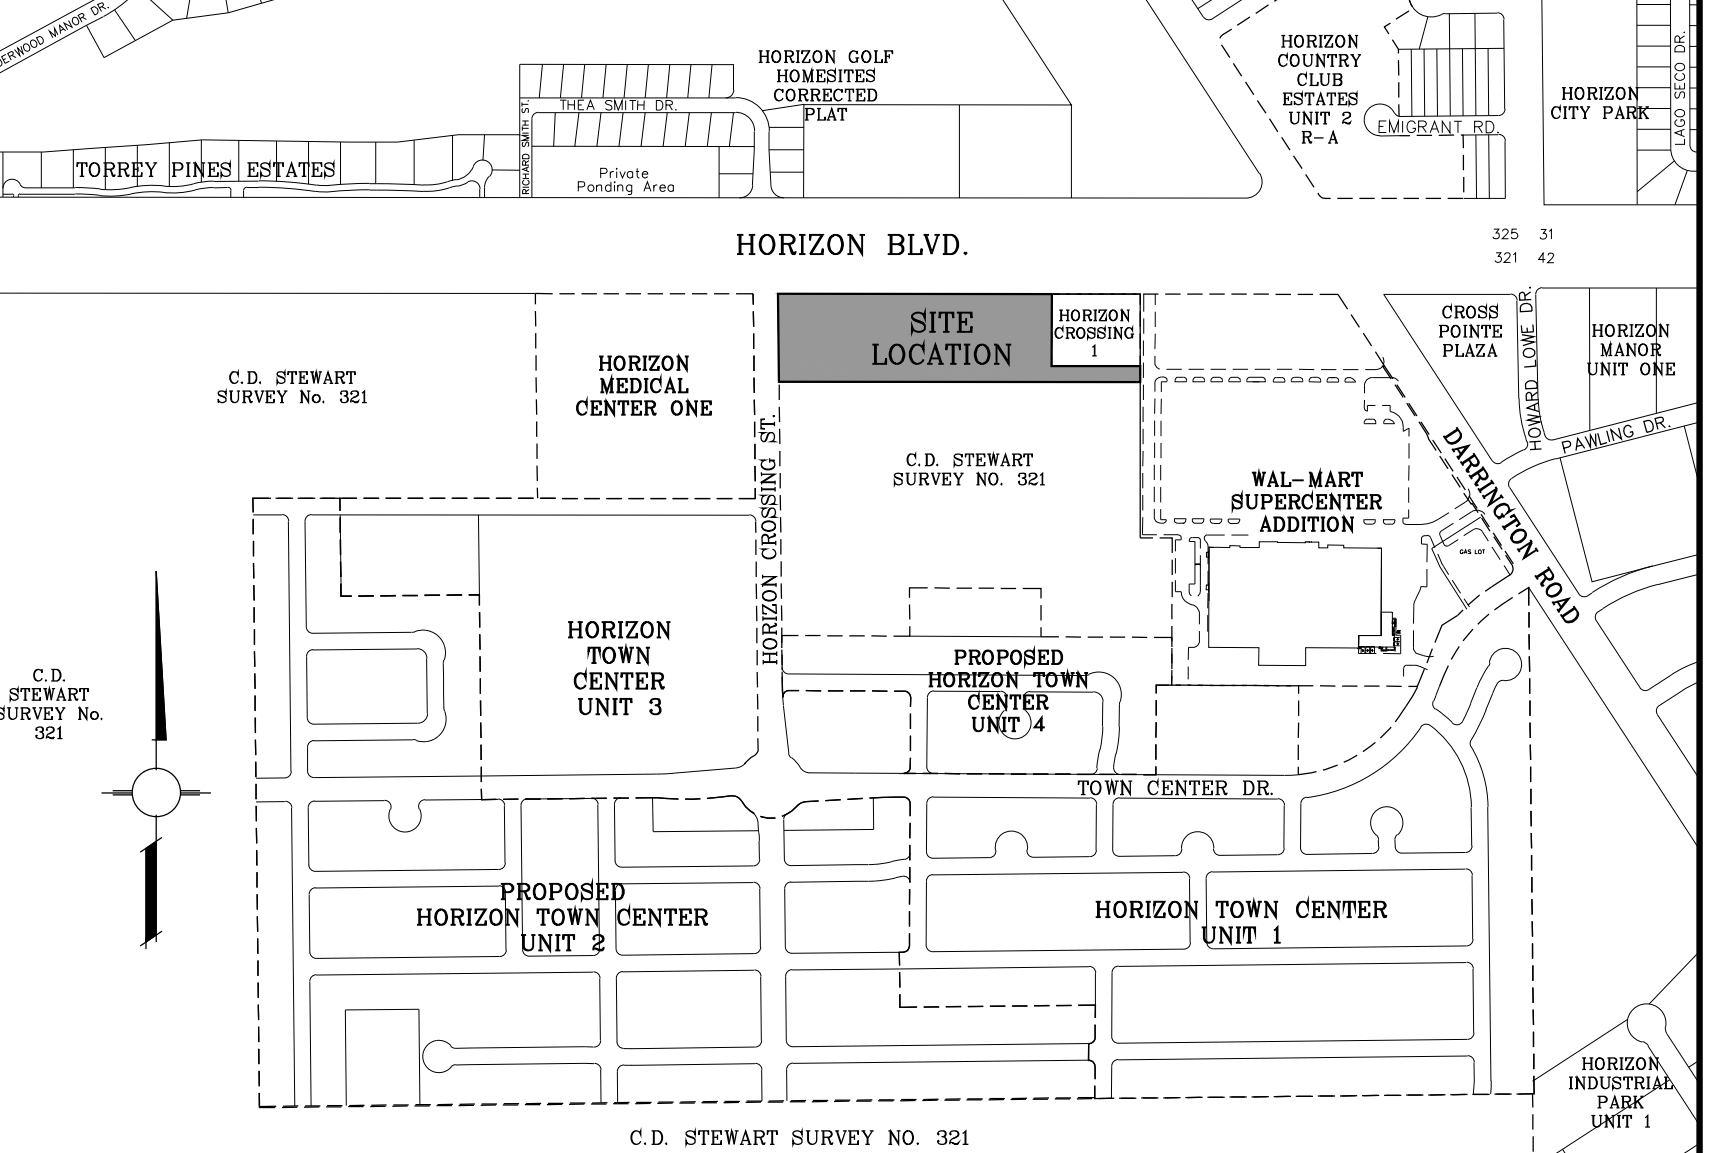 DERWOOD MANOR DR.
HORIZON GOLF
HOMESITES
CORRECTED
PLAT
THEA SMITH DR.
RICHARD SMITH ST.
Private
Ponding Area
TORREY PINES ESTATES
HORIZON
COUNTRY
CLUB
ESTATES
UNIT 2
R-A
EMIGRANT RD.
HORIZON
CITY PARK
LAGO SECO DR.
HORIZON BLVD.
325 31
321 42
SITE
LOCATION
HORIZON
CROSSING
1
CROSS
POINTE
PLAZA
HOWARD LOWE DR.
HORIZON
MANOR
UNIT ONE
PAWLING DR.
C.D. STEWART
SURVEY No. 321
HORIZON
MEDICAL
CENTER ONE
HORIZON CROSSING ST.
C.D. STEWART
SURVEY NO. 321
WAL-MART
SUPERCENTER
ADDITION
DARRINGTON ROAD
GAS LOT
C.D.
STEWART
SURVEY No.
321
HORIZON
TOWN
CENTER
UNIT 3
PROPOSED
HORIZON TOWN
CENTER
UNIT 4
TOWN CENTER DR.
PROPOSED
HORIZON TOWN CENTER
UNIT 2
HORIZON TOWN CENTER
UNIT 1
HORIZON
INDUSTRIAL
PARK
UNIT 1
C.D. STEWART SURVEY NO. 321